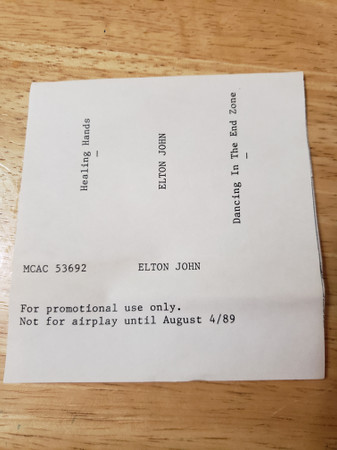 Healing Hands
ELTON JOHN
Dancing In The End Zone
MCAC 53692 ELTON JOHN
For promotional use only.
Not for airplay until August 4/89